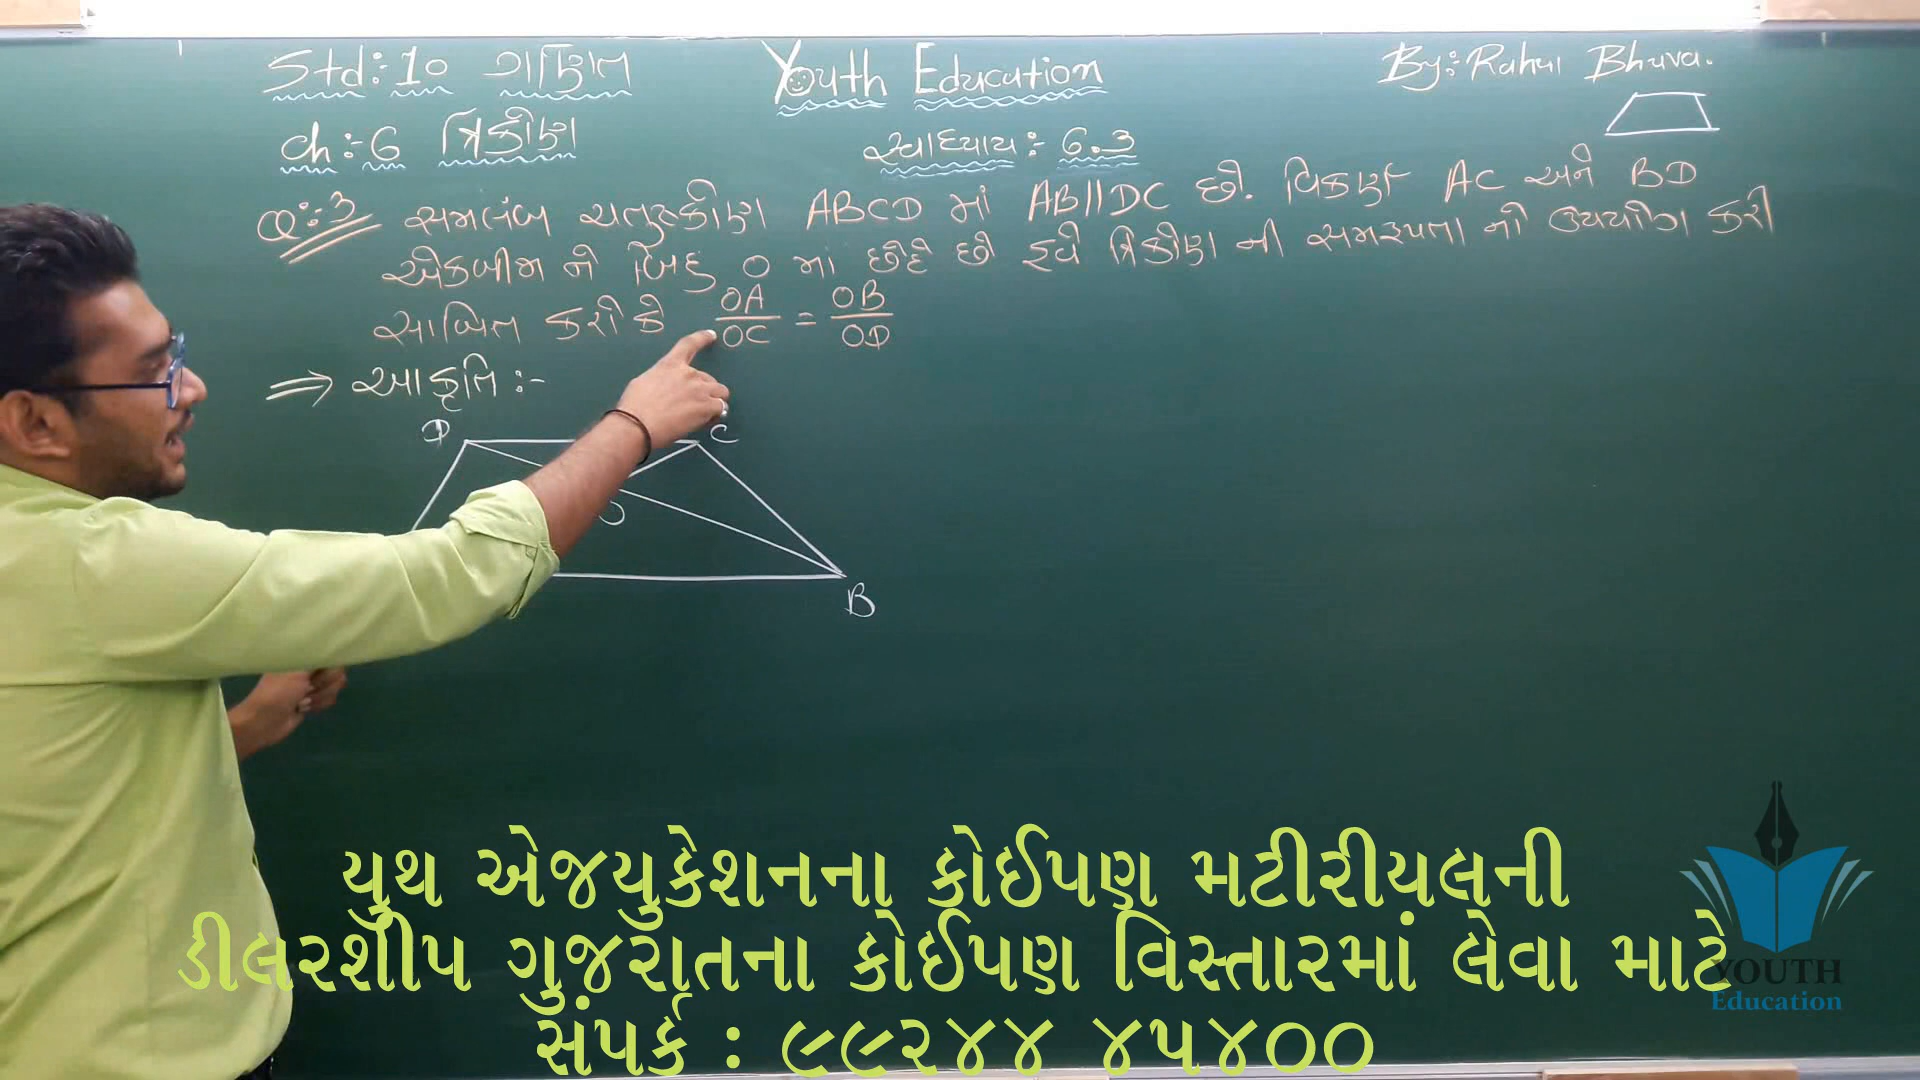 Std:-10 ગણિત
Youth Education
By:- Rahul Bhuva.
Ch:-6 ત્રિકોણ
સ્વાધ્યાય:- 6.3
Q:-3 સમલંબ ચતુષ્કોણ ABCD માં AB||DC છે. વિકર્ણ AC અને BD
એકબીજા ને બિંદુ O માં છેદે છે હવે ત્રિકોણ ની સમરૂપતા નો ઉપયોગ કરી
સાબિત કરો કે OA/OC = OB/OD
⇒ આકૃતિ :-
D C
O
B
યુથ એજયુકેશનના કોઈપણ મટીરીયલની
ડીલરશીપ ગુજરાતના કોઈપણ વિસ્તારમાં લેવા માટે
સંપર્ક : ૯૯૨૪૪ ૪૫૪૦૦
YOUTH
Education